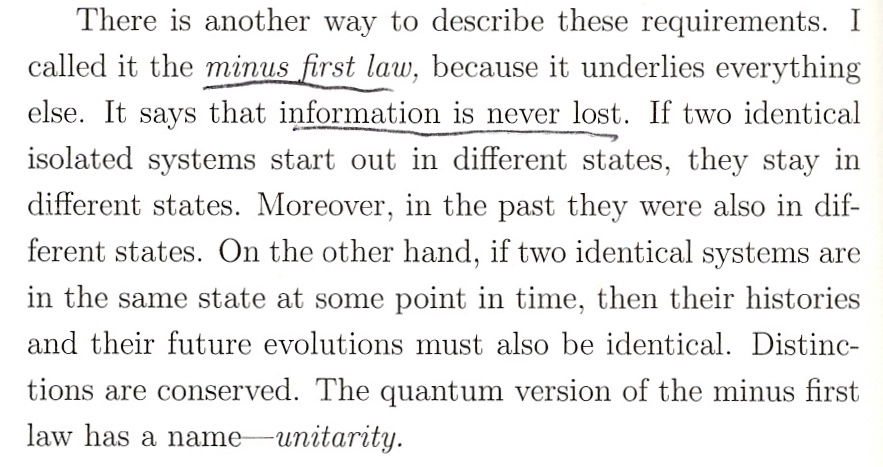 There is another way to describe these requirements. I
called it the minus first law, because it underlies everything
else. It says that information is never lost. If two identical
isolated systems start out in different states, they stay in
different states. Moreover, in the past they were also in dif-
ferent states. On the other hand, if two identical systems are
in the same state at some point in time, then their histories
and their future evolutions must also be identical. Distinc-
tions are conserved. The quantum version of the minus first
law has a name—unitarity.